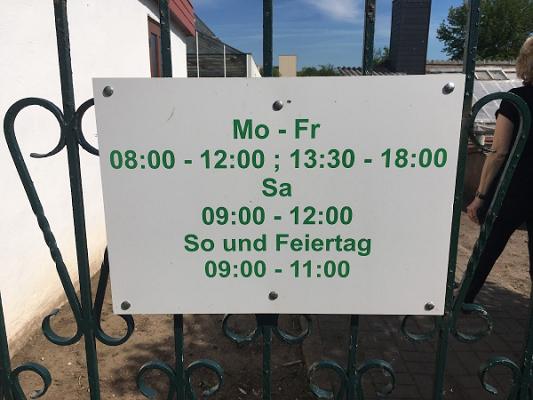 Mo - Fr
08:00 - 12:00 ; 13:30 - 18:00
Sa
09:00 - 12:00
So und Feiertag
09:00 - 11:00